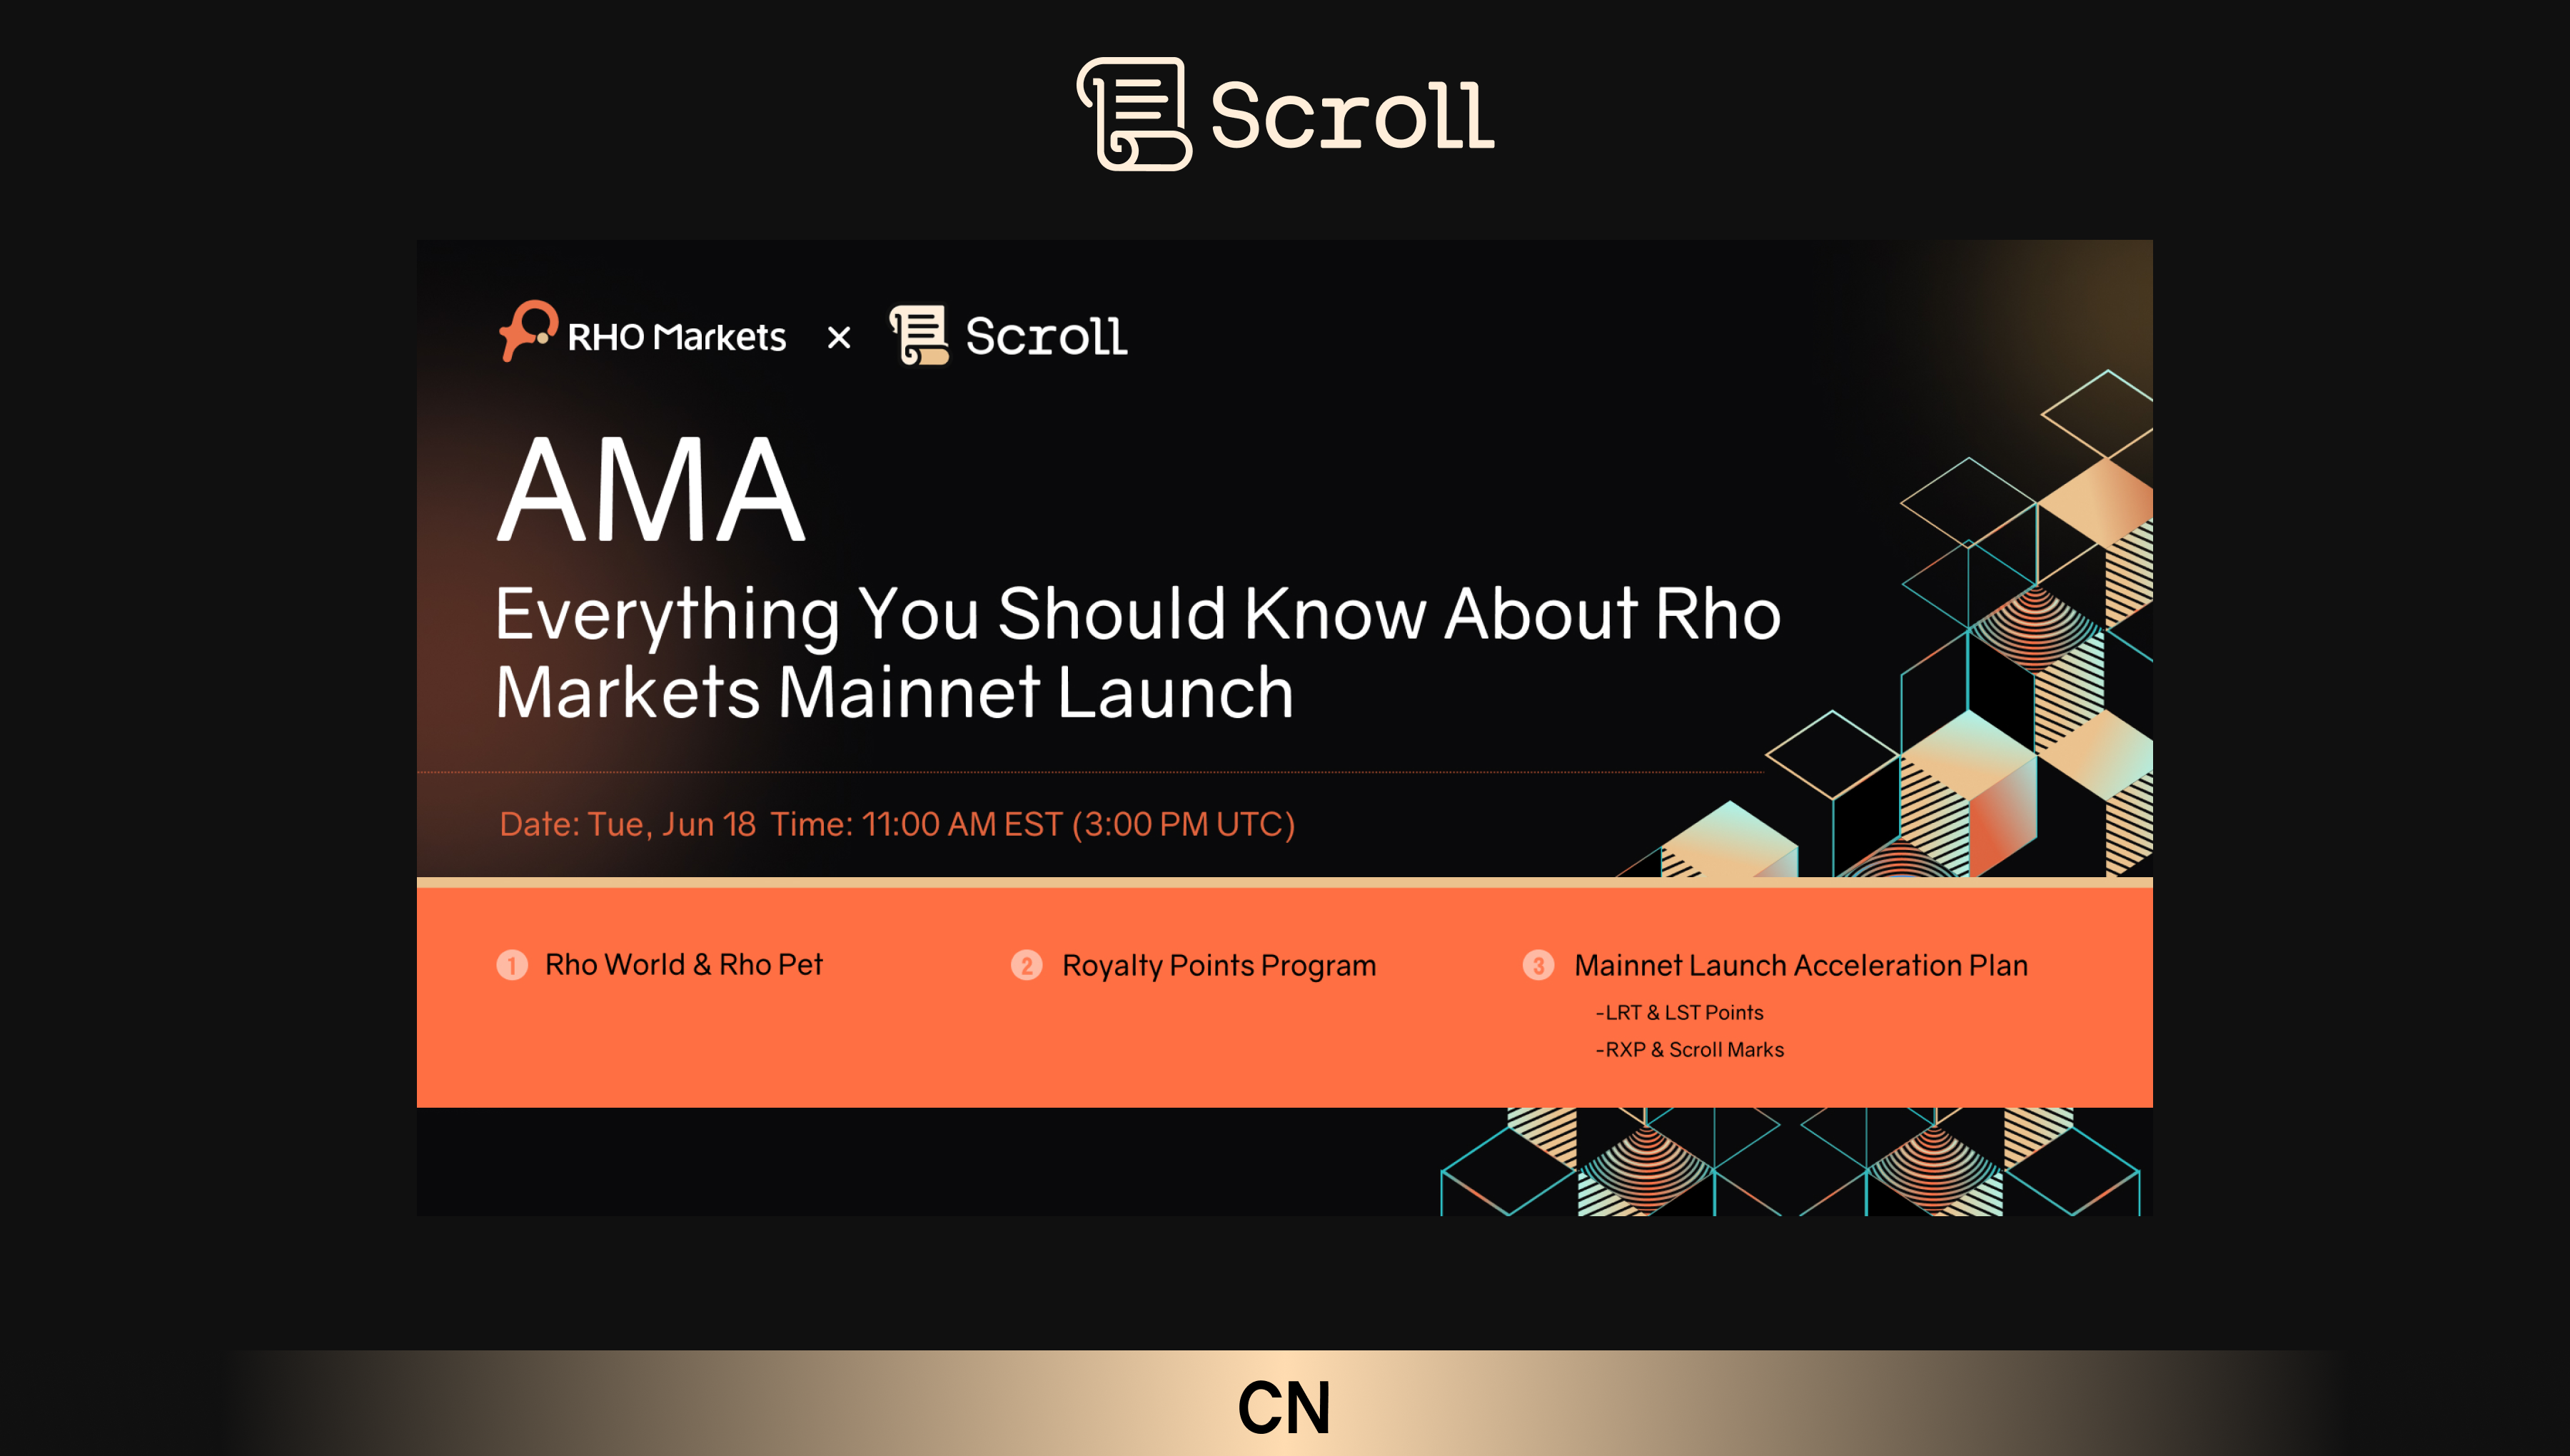 Scroll
RHO Markets × Scroll
AMA
Everything You Should Know About Rho
Markets Mainnet Launch
Date: Tue, Jun 18 Time: 11:00 AM EST (3:00 PM UTC)
1 Rho World & Rho Pet
2 Royalty Points Program
3 Mainnet Launch Acceleration Plan
-LRT & LST Points
-RXP & Scroll Marks
CN